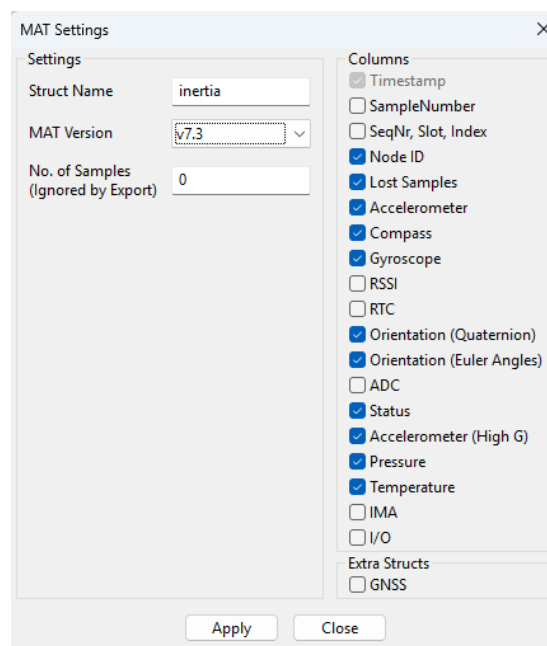 MAT Settings
Settings
Struct Name
inertia
MAT Version
v7.3
No. of Samples
(Ignored by Export)
0
Columns
Timestamp
SampleNumber
SeqNr, Slot, Index
Node ID
Lost Samples
Accelerometer
Compass
Gyroscope
RSSI
RTC
Orientation (Quaternion)
Orientation (Euler Angles)
ADC
Status
Accelerometer (High G)
Pressure
Temperature
IMA
I/O
Extra Structs
GNSS
Apply
Close